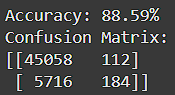 Accuracy: 88.59%
Confusion Matrix:
[[45058   112]
 [ 5716   184]]